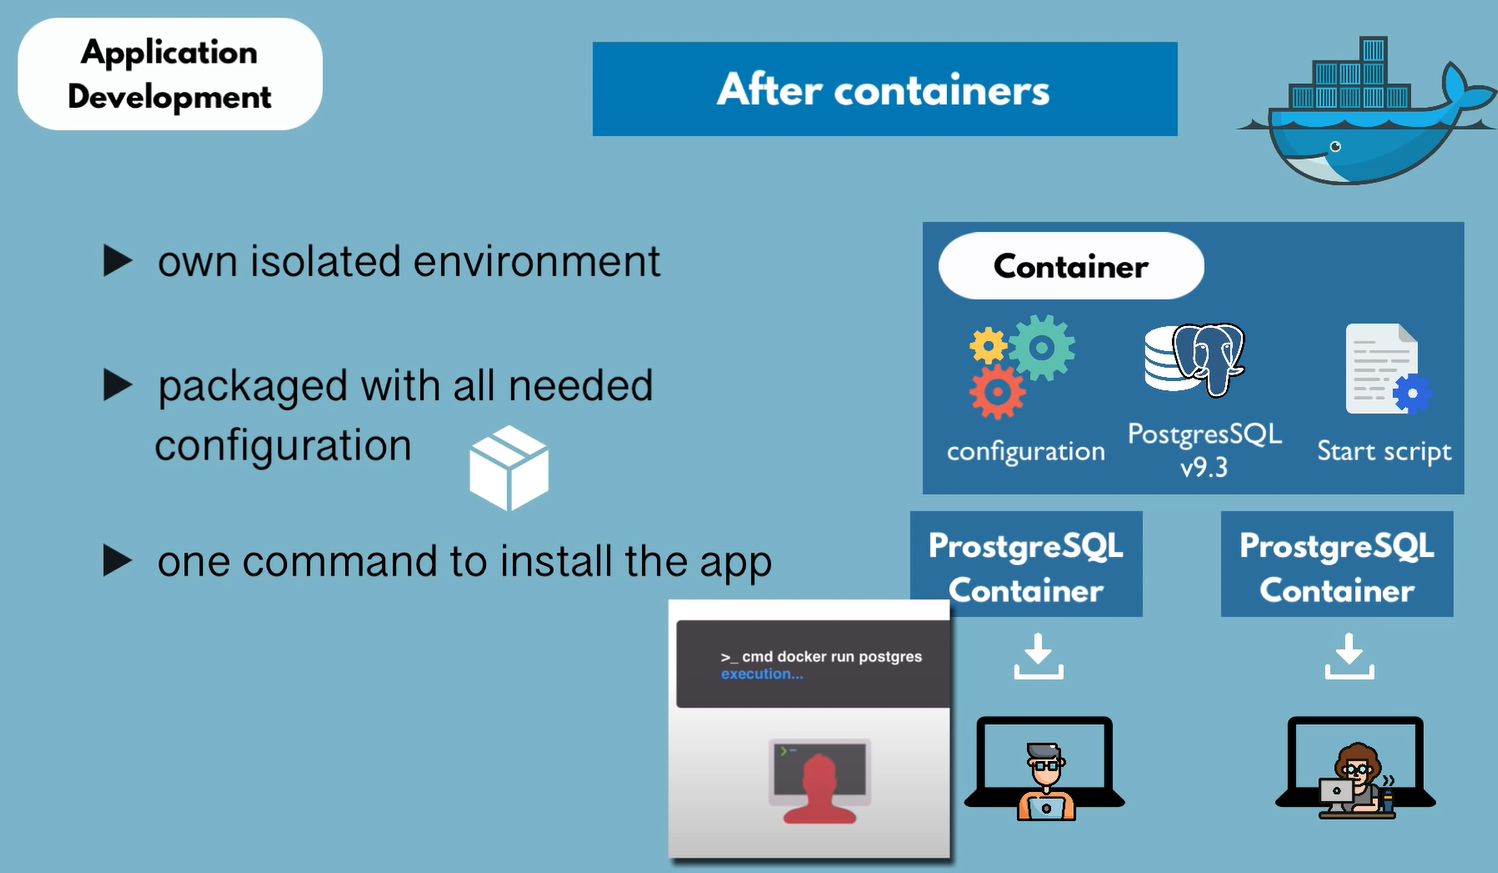 Application
Development
After containers
own isolated environment
packaged with all needed
configuration
one command to install the app
Container
configuration
PostgresSQL
v9.3
Start script
ProstgreSQL
Container
ProstgreSQL
Container
>_ cmd docker run postgres
execution...